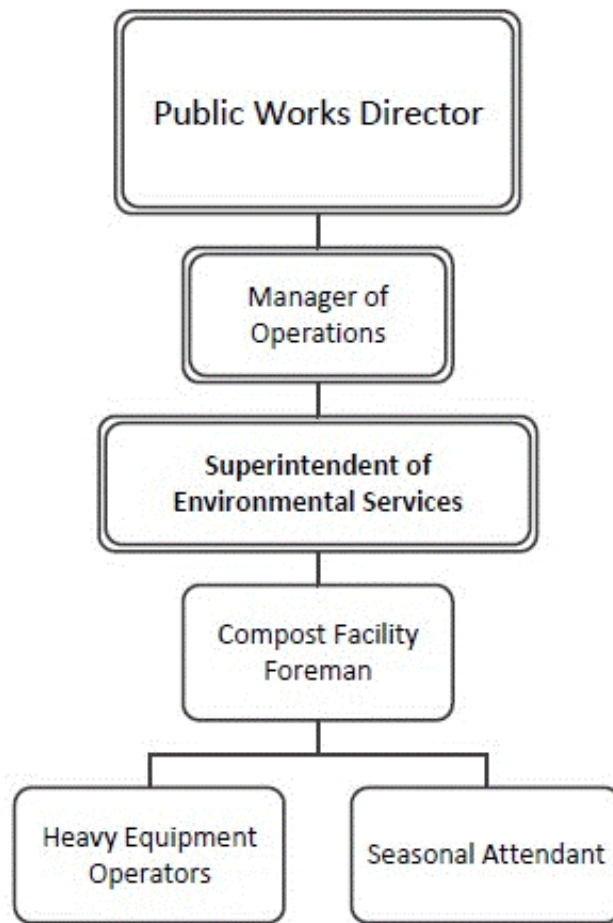 Public Works Director
Manager of
Operations
Superintendent of
Environmental Services
Compost Facility
Foreman
Heavy Equipment
Operators
Seasonal Attendant